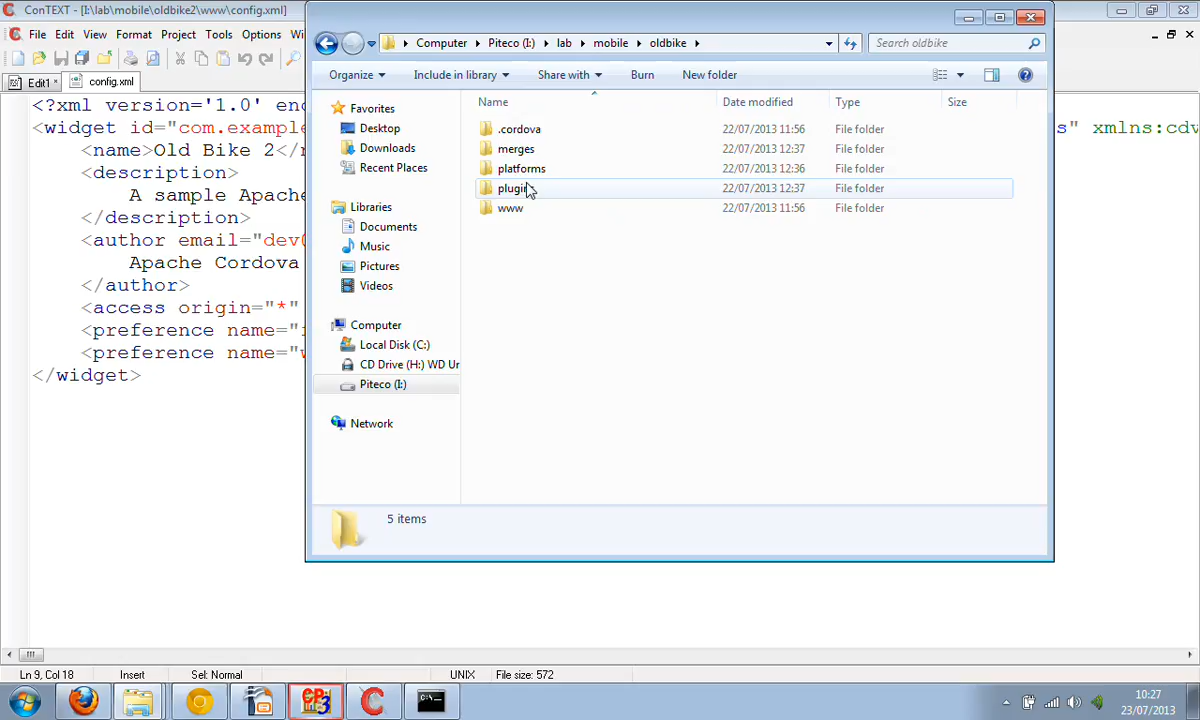 ConTEXT - [I:\lab\mobile\oldbike2\www\config.xml]
File Edit View Format Project Tools Options
Edit1 * config.xml
<?xml version='1.0'
<widget id="com.example
s" xmlns:cdv
<name>Old Bike 2</
<description>
A sample Apache
</description>
<author email="dev
Apache Cordova
</author>
<access origin="*"
<preference name=
<preference name=
</widget>
Computer Piteco (I:) lab mobile oldbike
Search oldbike
Organize Include in library Share with Burn New folder
Name Date modified Type Size
.cordova 22/07/2013 11:56 File folder
merges 22/07/2013 12:37 File folder
platforms 22/07/2013 12:36 File folder
22/07/2013 12:37 File folder
www 22/07/2013 11:56 File folder
Favorites
Desktop
Downloads
Recent Places
Libraries
Documents
Music
Pictures
Videos
Computer
Local Disk (C:)
CD Drive (H:) WD Un
Piteco (I:)
Network
5 items
Ln 9, Col 18 Insert Sel: Normal UNIX File size: 572
10:27
23/07/2013